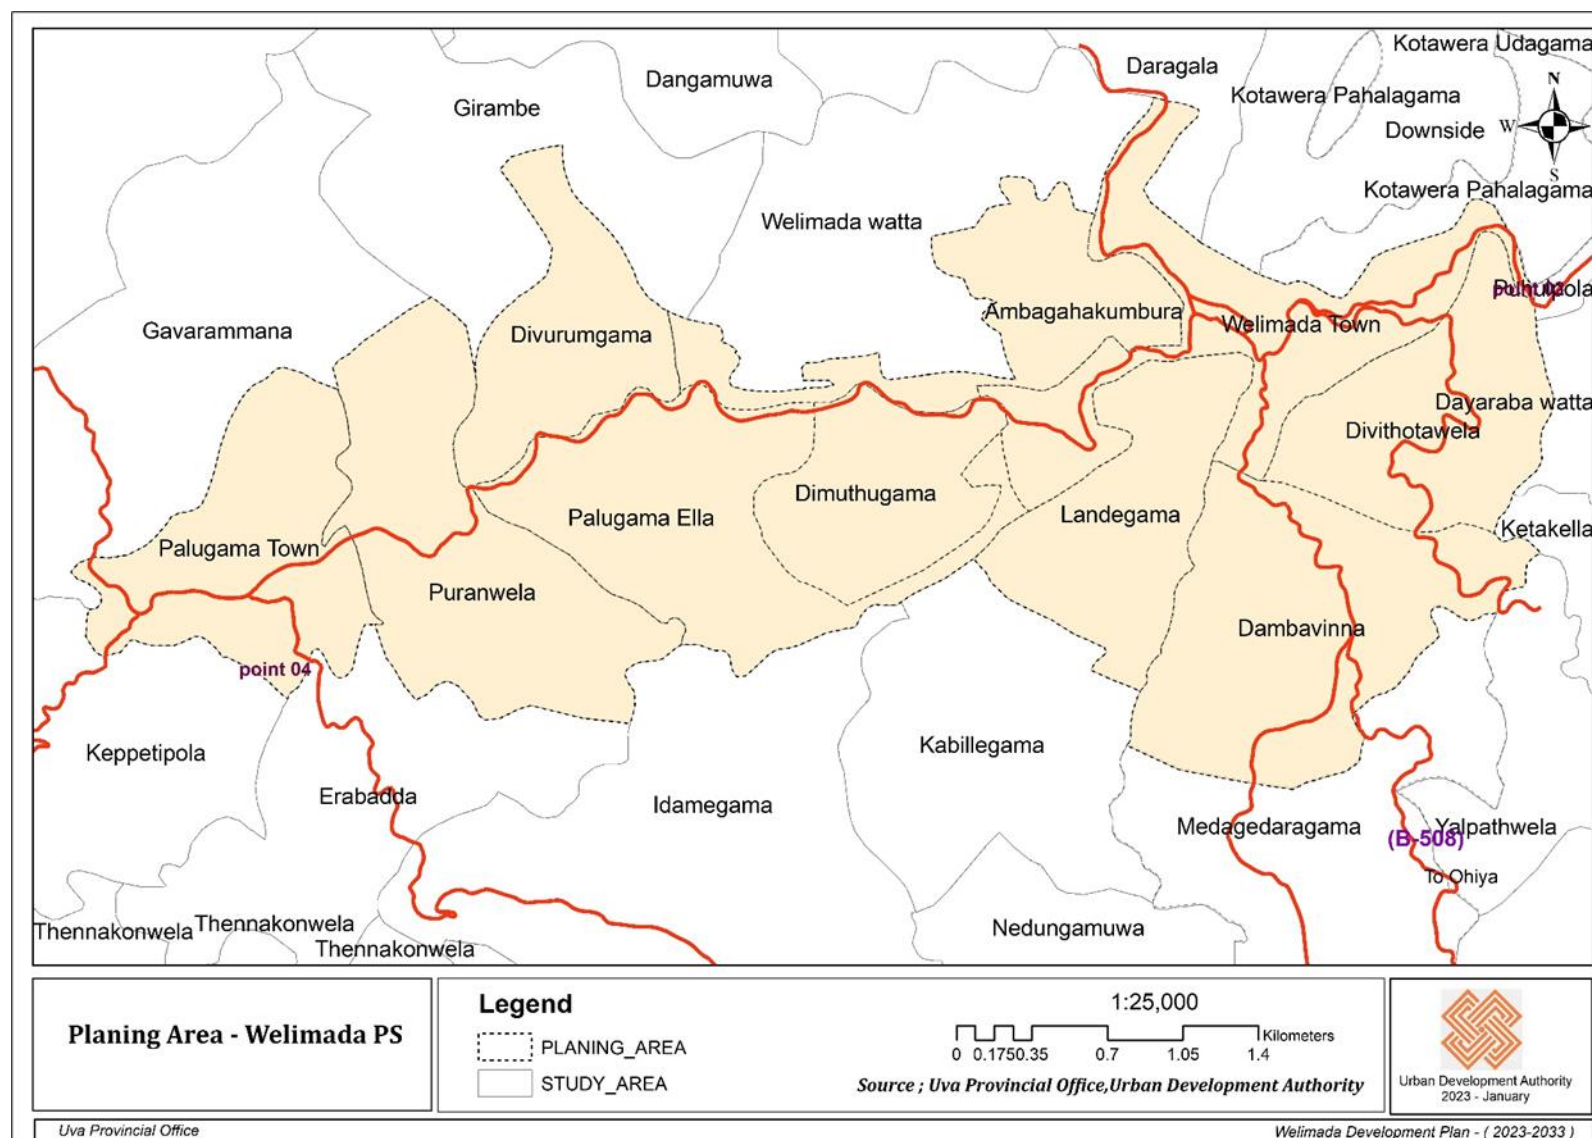 Kotawera Udagama
Daragala
Dangamuwa
Girambe
Kotawera Pahalagama
Downside
N
W
S
Kotawera Pahalagama
Welimada watta
Puhulpola
Gavarammana
Divurumgama
Ambagahakumbura
Welimada Town
Dayaraba watta
Divithotawela
Dimuthugama
Palugama Ella
Landegama
Ketakella
Palugama Town
Puranwela
Dambavinna
point 04
Keppetipola
Kabillegama
Erabadda
Idamegama
Medagedaragama
Yalpathwela
(B-508)
To Ohiya
Thennakonwela
Thennakonwela
Thennakonwela
Nedungamuwa
Planing Area - Welimada PS
Legend
PLANING_AREA
STUDY_AREA
1:25,000
Kilometers
0 0.1750.35 0.7 1.05 1.4
Source ; Uva Provincial Office,Urban Development Authority
Urban Development Authority
2023 - January
Uva Provincial Office
Welimada Development Plan - ( 2023-2033 )